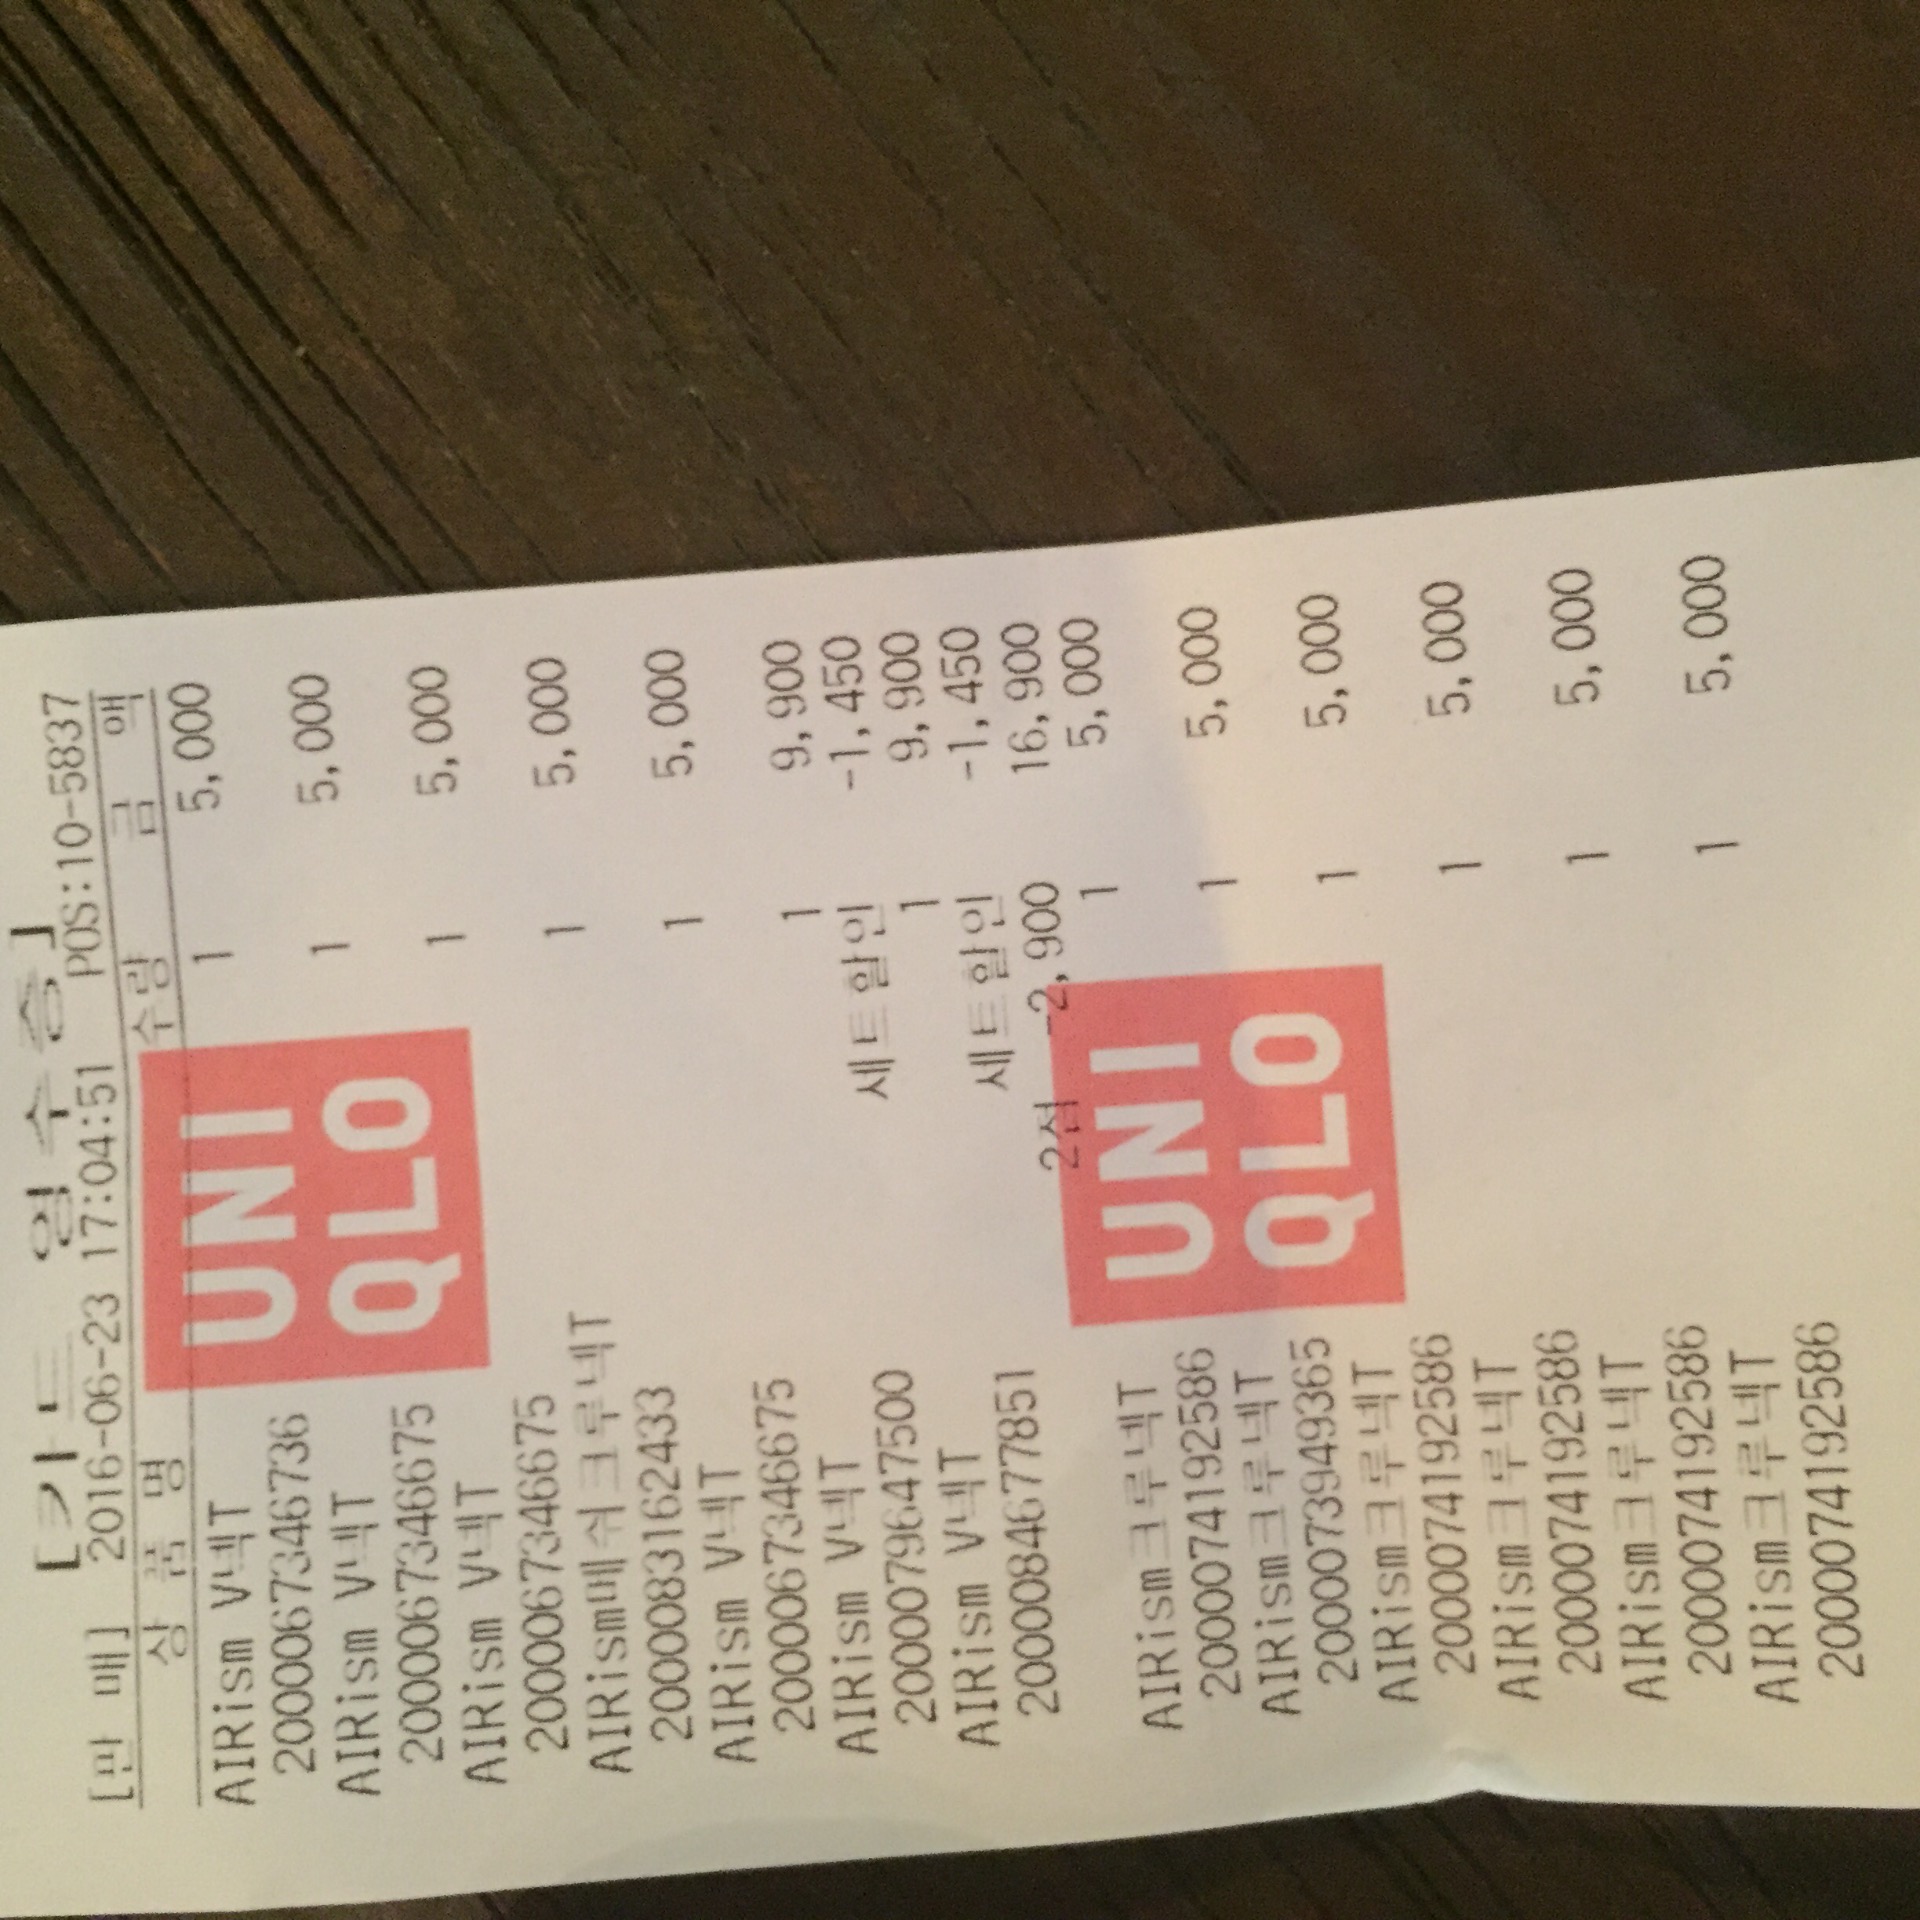 [카드 영수증]
[판 매] 2016-06-23 17:04:51 POS:10-5837
상 품 명 수량 금 액
AIRism V넥T 1 5,000
2000067346736
AIRism V넥T 1 5,000
2000067346675
AIRism V넥T 1 5,000
2000067346675
AIRism메쉬크루넥T 1 5,000
2000083162433
AIRism V넥T 1 5,000
2000067346675
AIRism V넥T 1 9,900
2000079647500 세트할인 -1,450
AIRism V넥T 1 9,900
2000084677851 세트할인 -1,450
2점 -2,900 16,900
AIRism크루넥T 1 5,000
2000074192586
AIRism크루넥T 1 5,000
2000073949365
AIRism크루넥T 1 5,000
2000074192586
AIRism크루넥T 1 5,000
2000074192586
AIRism크루넥T 1 5,000
2000074192586
AIRism크루넥T 1 5,000
2000074192586
UNI
QLO
UNI
QLO